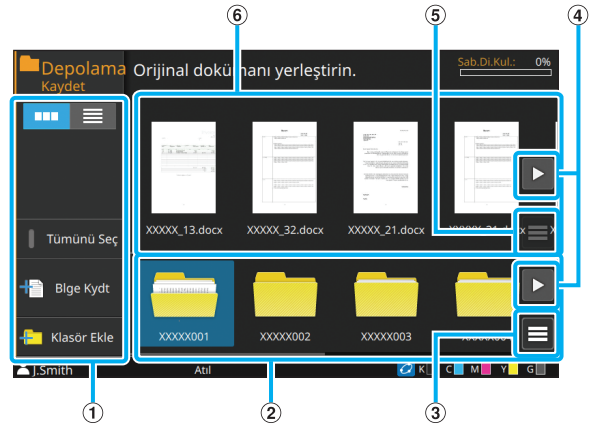 6 5 4
Depolama
Kaydet
Orijinal dokümanı yerleştirin.
Sab.Di.Kul.: 0%
XXXXX_13.docx XXXXX_32.docx XXXXX_21.docx
Tümünü Seç
Blge Kydt
Klasör Ekle
XXXXX001 XXXXX002 XXXXX003
J.Smith Atıl K C M Y G
1 2 3